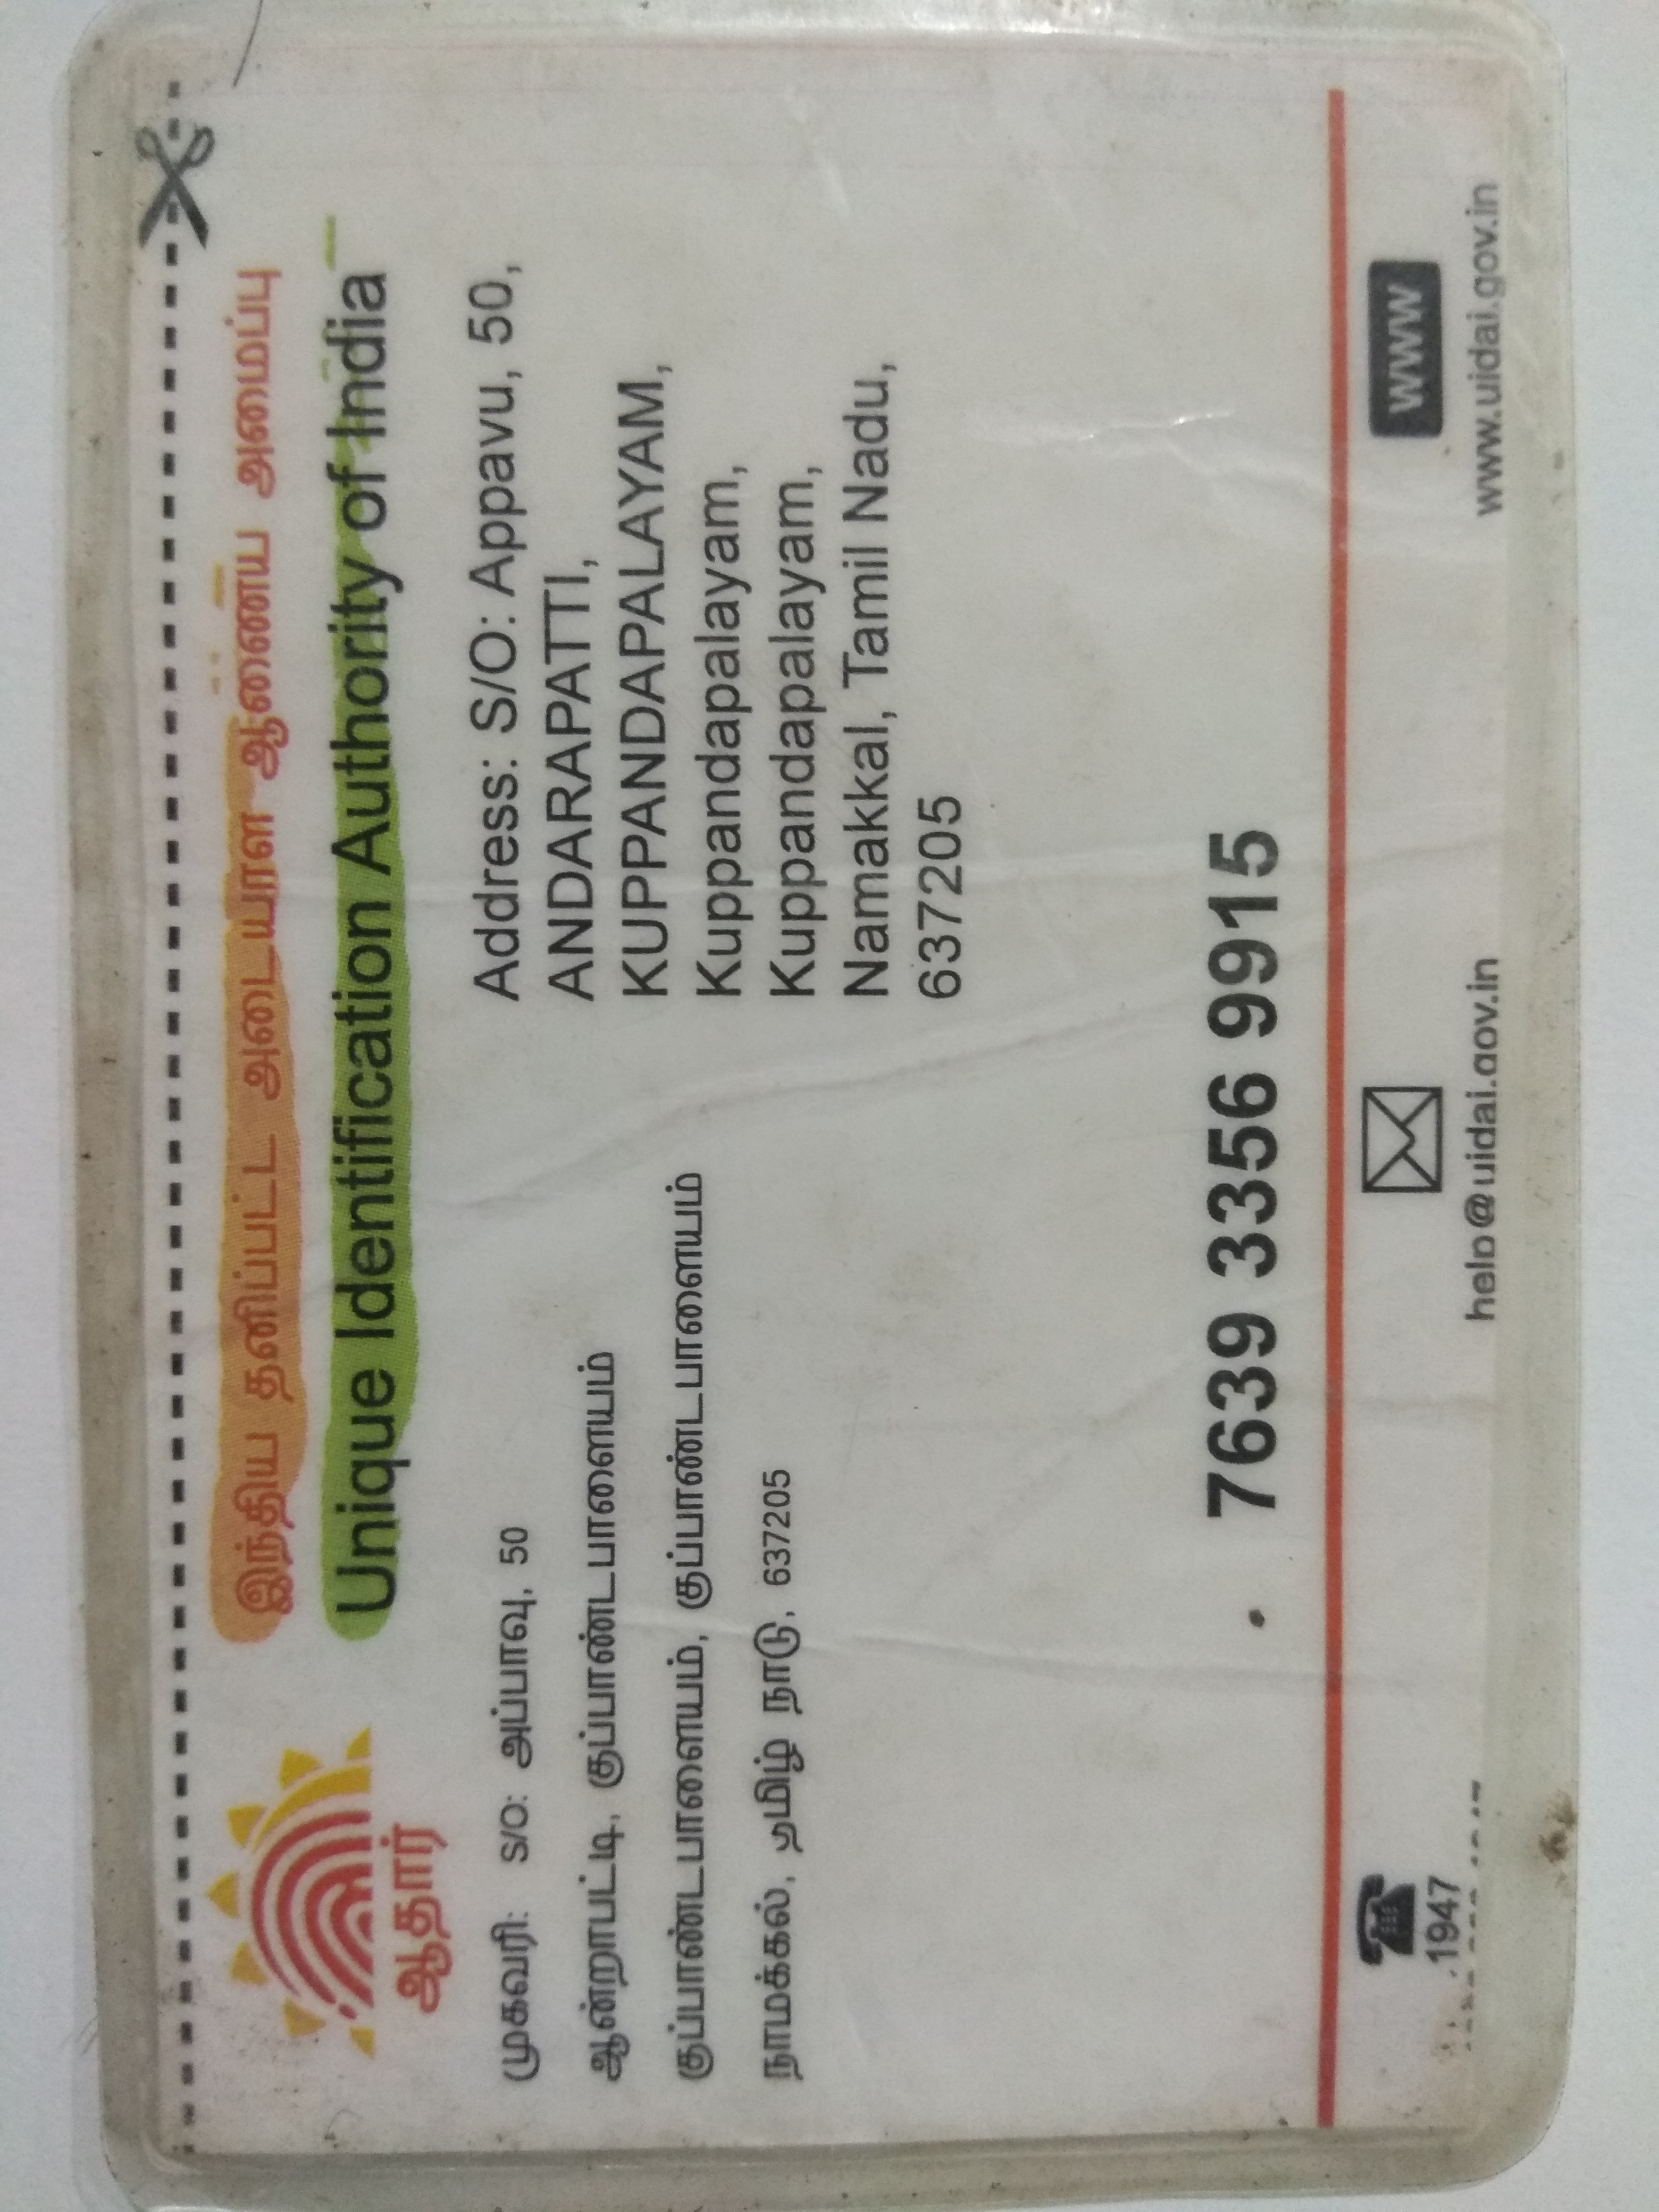 இந்திய தனிப்பட்ட அடையாள ஆணைய அமைப்பு
Unique Identification Authority of India
ஆதார்
முகவரி: S/O: அப்பாவு, 50
ஆண்றாபட்டி, குப்பாண்டபாளையம்
குப்பாண்டபாளையம், குப்பாண்டபாளையம்
நாமக்கல், தமிழ் நாடு, 637205
Address: S/O: Appavu, 50,
ANDARAPATTI,
KUPPANDAPALAYAM,
Kuppandapalayam,
Kuppandapalayam,
Namakkal, Tamil Nadu,
637205
7639 3356 9915
1947
help@uidai.gov.in
WWW
www.uidai.gov.in